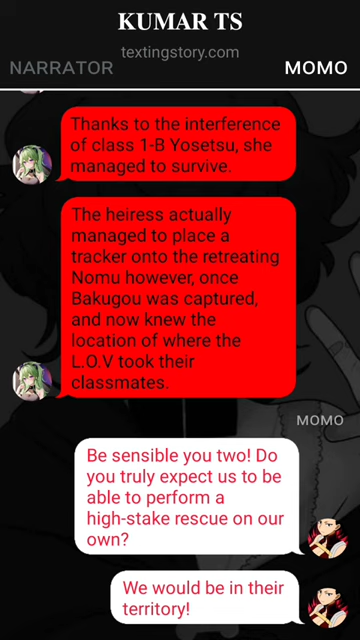 KUMAR TS
textingstory.com
NARRATOR
MOMO
Thanks to the interference
of class 1-B Yosetsu, she
managed to survive.
The heiress actually
managed to place a
tracker onto the retreating
Nomu however, once
Bakugou was captured,
and now knew the
location of where the
L.O.V took their
classmates.
MOMO
Be sensible you two! Do
you truly expect us to be
able to perform a
high-stake rescue on our
own?
We would be in their
territory!